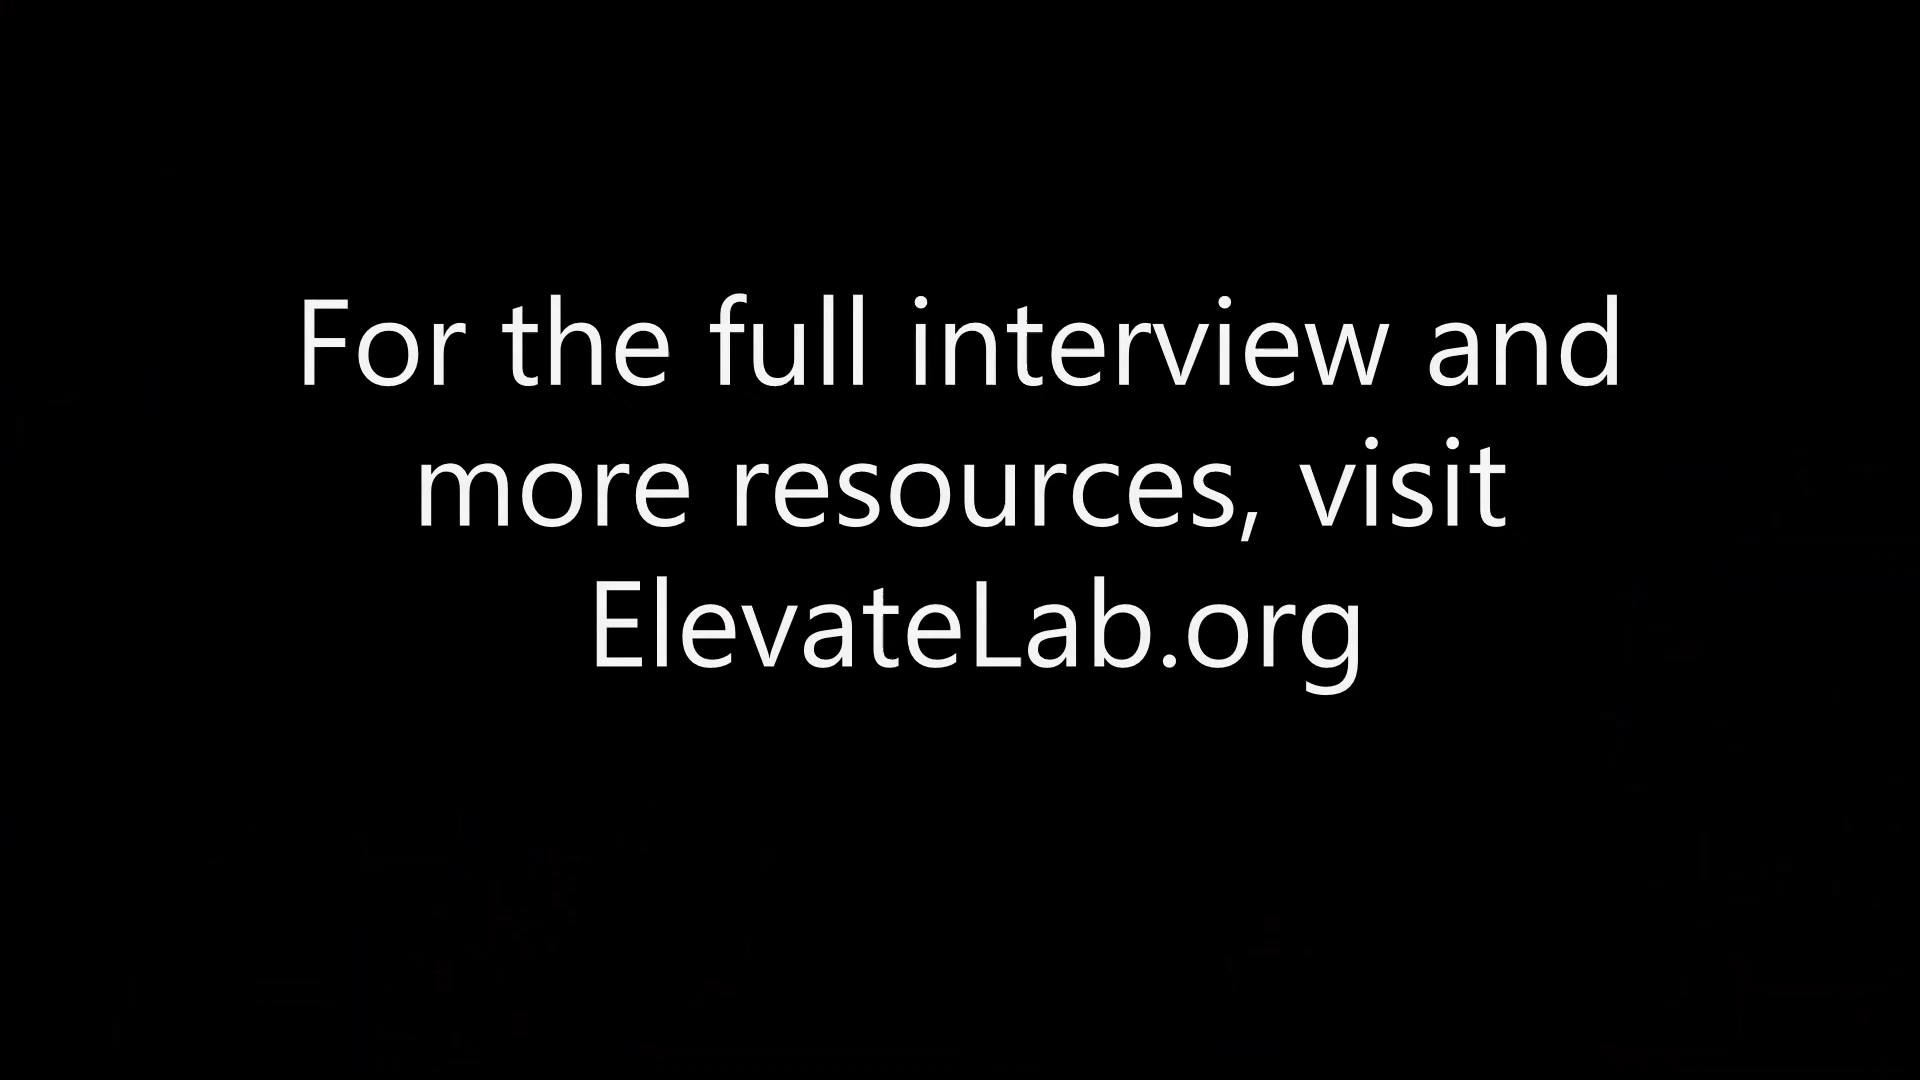 For the full interview and
more resources, visit
ElevateLab.org